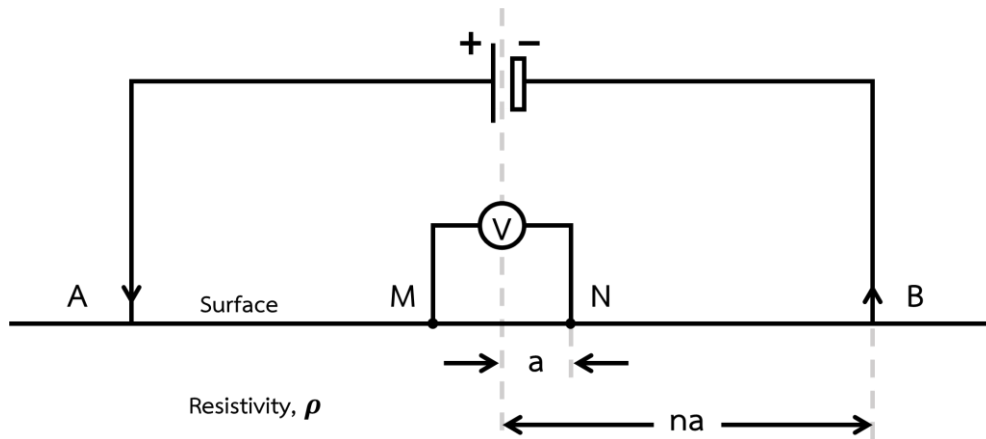 + −
V
A Surface M N B
a
Resistivity, ρ
na